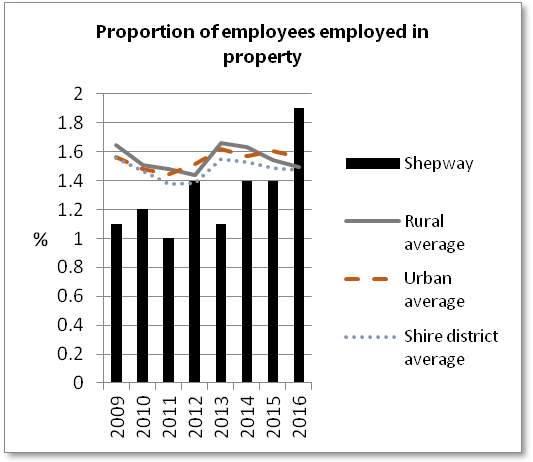 Proportion of employees employed in
property
2
1.8
1.6
1.4
1.2
1
0.8
0.6
0.4
0.2
0
%
2009
2010
2011
2012
2013
2014
2015
2016
Shepway
Rural
average
Urban
average
Shire district
average